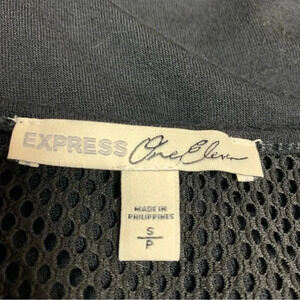 EXPRESS One Eleven
MADE IN
PHILIPPINES
S
P